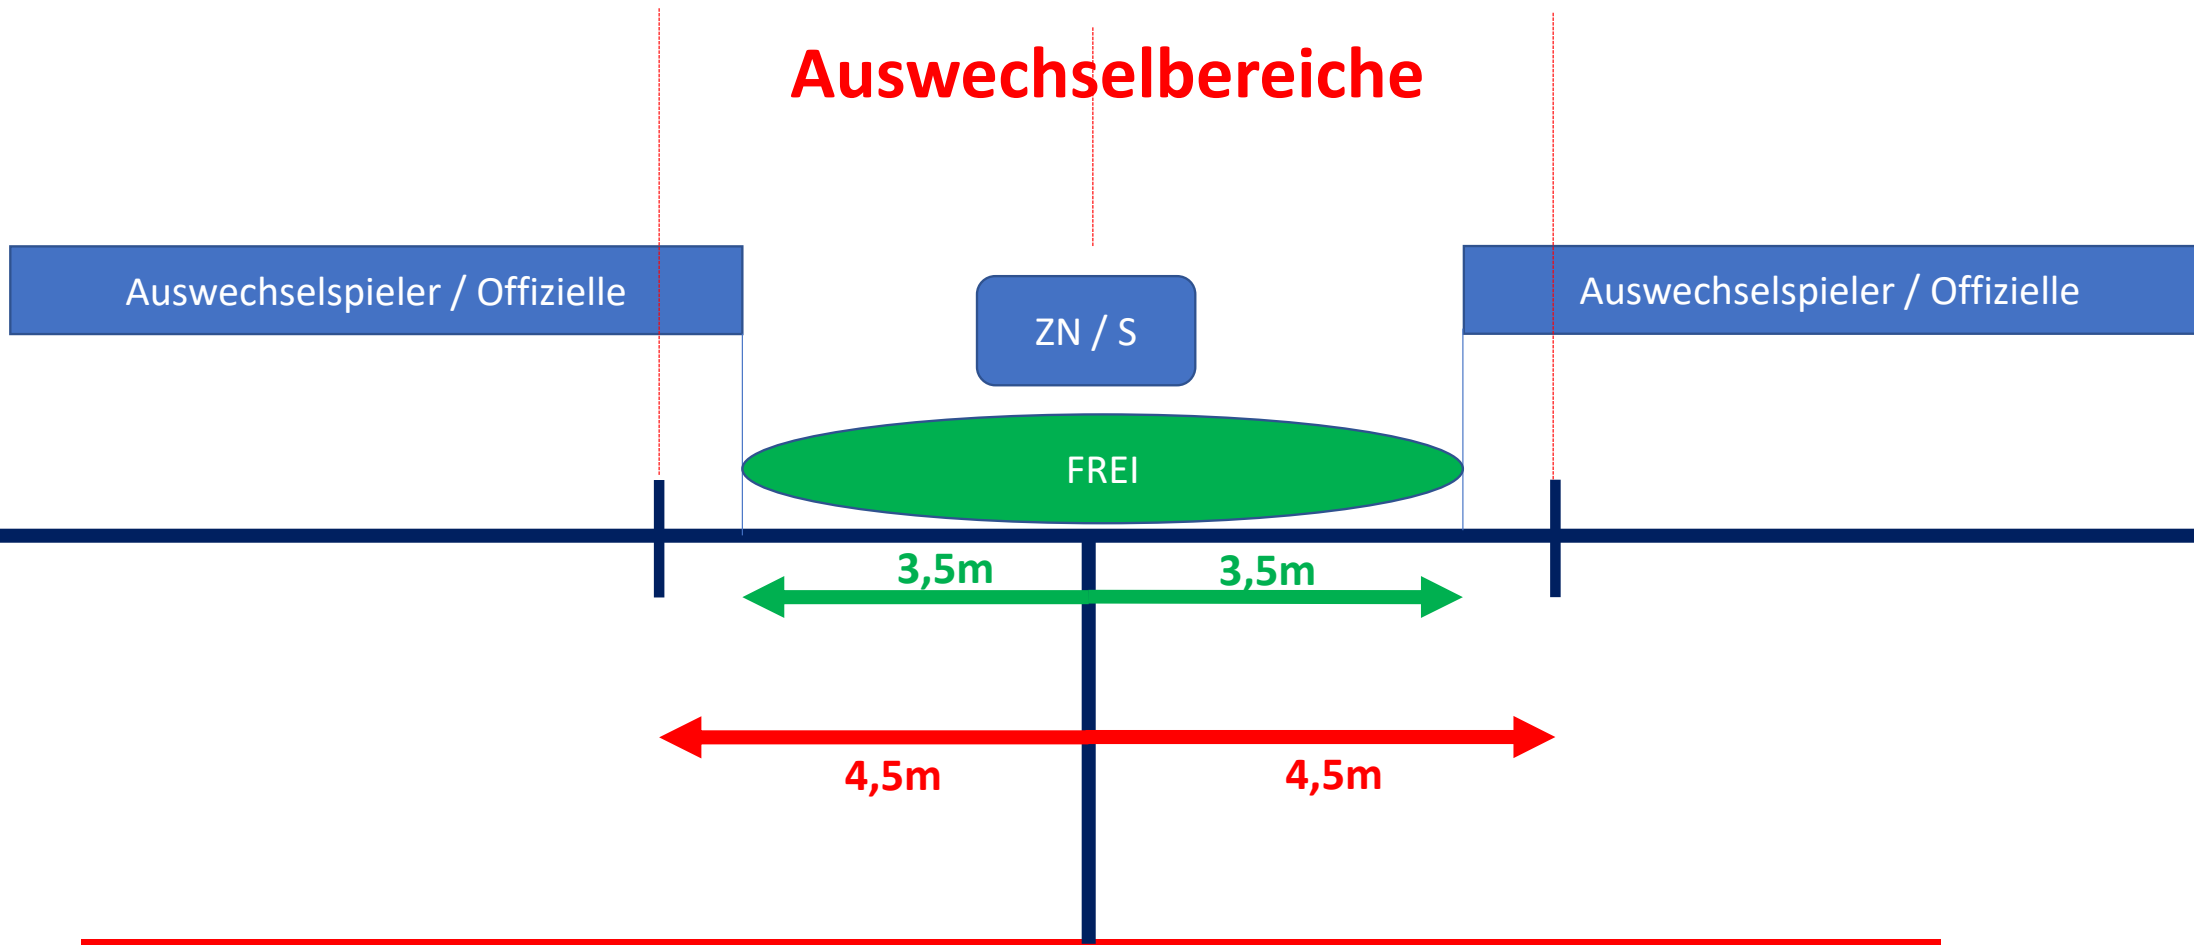 Auswechselbereiche
Auswechselspieler / Offizielle
Auswechselspieler / Offizielle
ZN / S
FREI
3,5m
3,5m
4,5m
4,5m